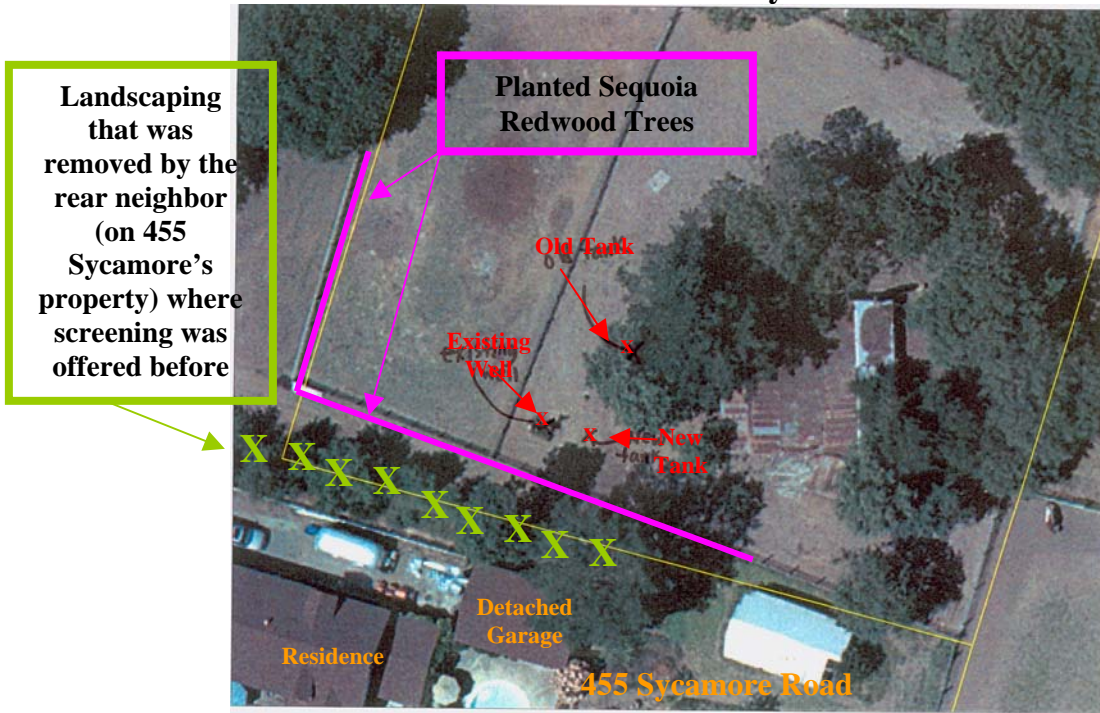 Landscaping
that was
removed by the
rear neighbor
(on 455
Sycamore's
property) where
screening was
offered before
Planted Sequoia
Redwood Trees
Old Tank
Existing
Well
New
Tank
X X X X X X X X X
x
x
x
Detached
Garage
Residence
455 Sycamore Road